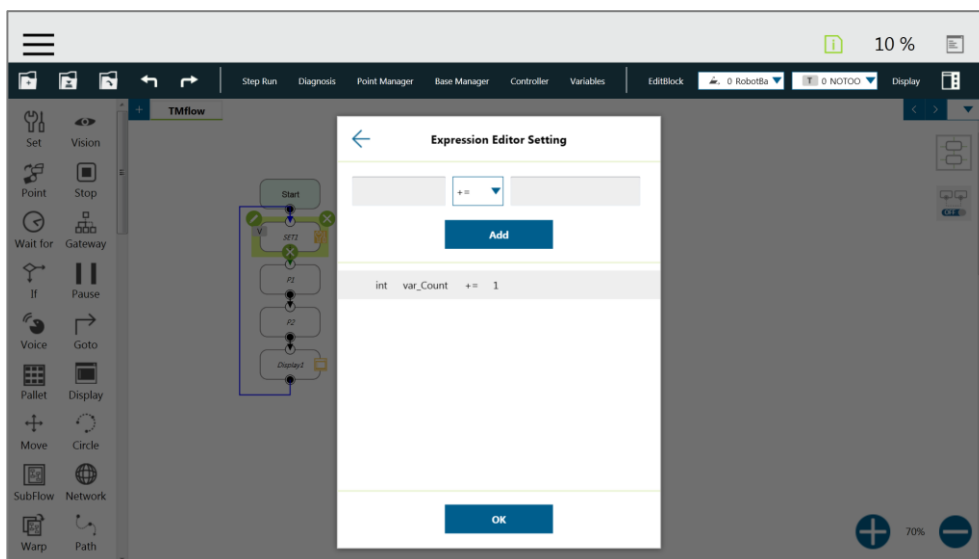 10 %
Step Run Diagnosis Point Manager Base Manager Controller Variables EditBlock 0 RobotBa T 0 NOTOO Display
+ TMflow
Set Vision
Point Stop
Wait for Gateway
If Pause
Voice Goto
Pallet Display
Move Circle
SubFlow Network
Warp Path
Start
V SET1
P1
P2
Display1
Expression Editor Setting
+=
Add
int var_Count += 1
OK
OFF
70%